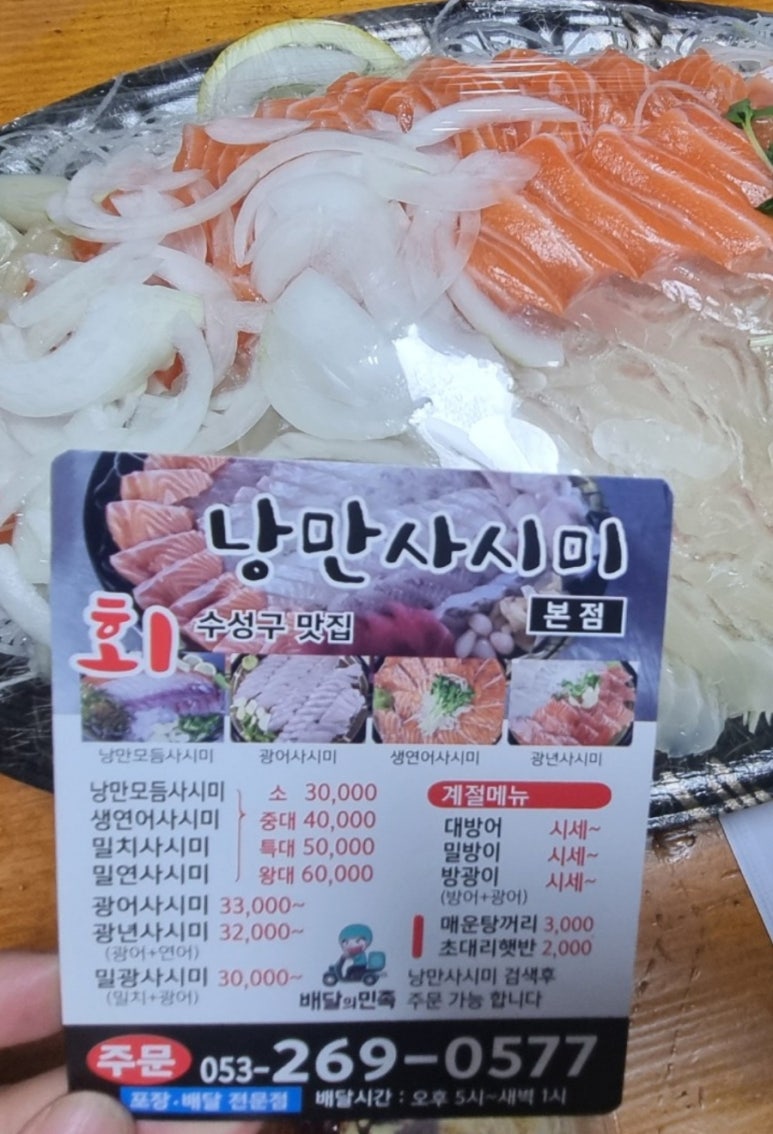 낭만사시미
회 수성구 맛집
본점
낭만모듬사시미 광어사시미 생연어사시미 광년사시미
낭만모듬사시미
생연어사시미
밀치사시미
밀연사시미
소 30,000
중대 40,000
특대 50,000
왕대 60,000
광어사시미 33,000~
광년사시미 32,000~
(광어+연어)
밀광사시미 30,000~
(밀치+광어)
계절메뉴
대방어 시세~
밀방이 시세~
방광이 시세~
(방어+광어)
매운탕꺼리 3,000
초대리햇반 2,000
배달의민족
낭만사시미 검색후
주문 가능 합니다
주문 053-269-0577
포장·배달 전문점 배달시간 : 오후 5시~새벽 1시